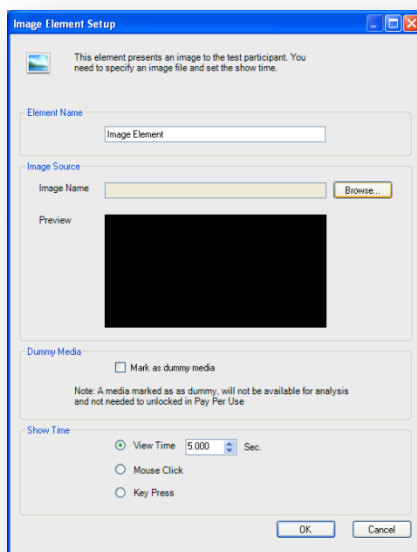 Image Element Setup
This element presents an image to the test participant. You
need to specify an image file and set the show time.
Element Name
Image Element
Image Source
Image Name
Browse...
Preview
Dummy Media
Mark as dummy media
Note: A media marked as as dummy, will not be available for analysis
and not needed to unlocked in Pay Per Use
Show Time
View Time 5.000 Sec.
Mouse Click
Key Press
OK Cancel